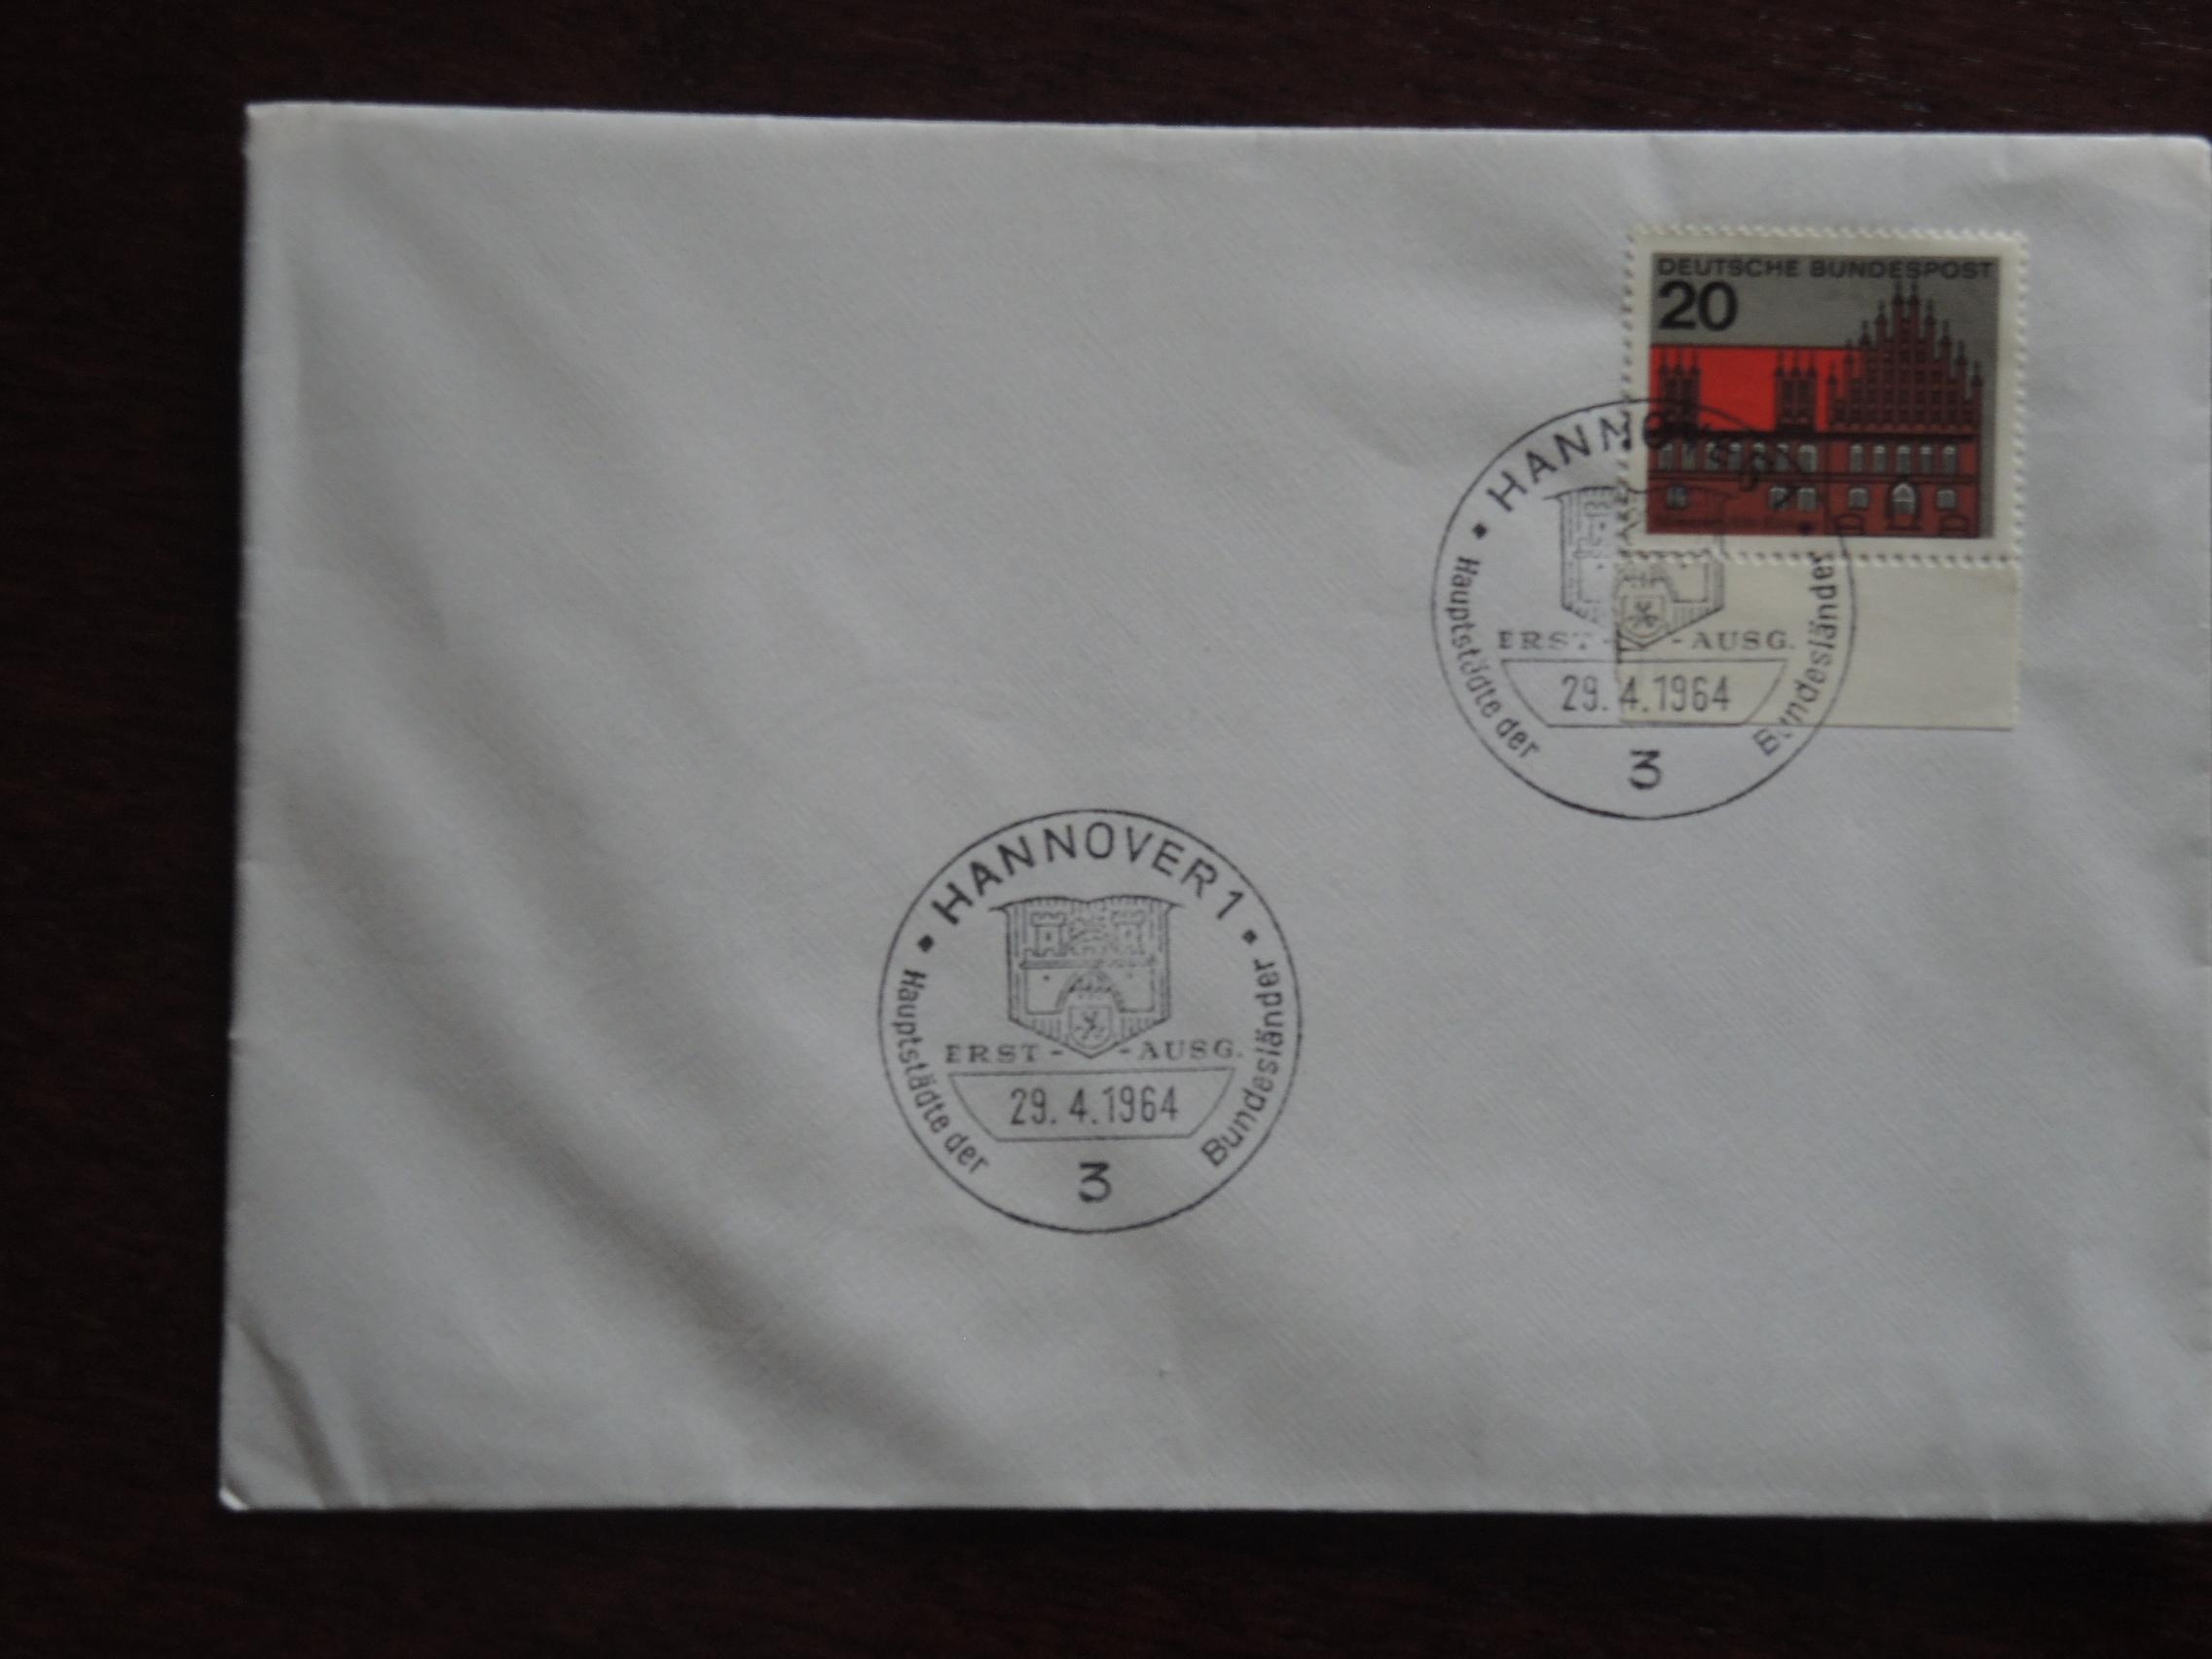 DEUTSCHE BUNDESPOST
20
HANNOVER
Hauptstädte der Bundesländer
ERST-AUSG.
29.4.1964
3
HANNOVER 1
Hauptstädte der Bundesländer
ERST-AUSG.
29.4.1964
3